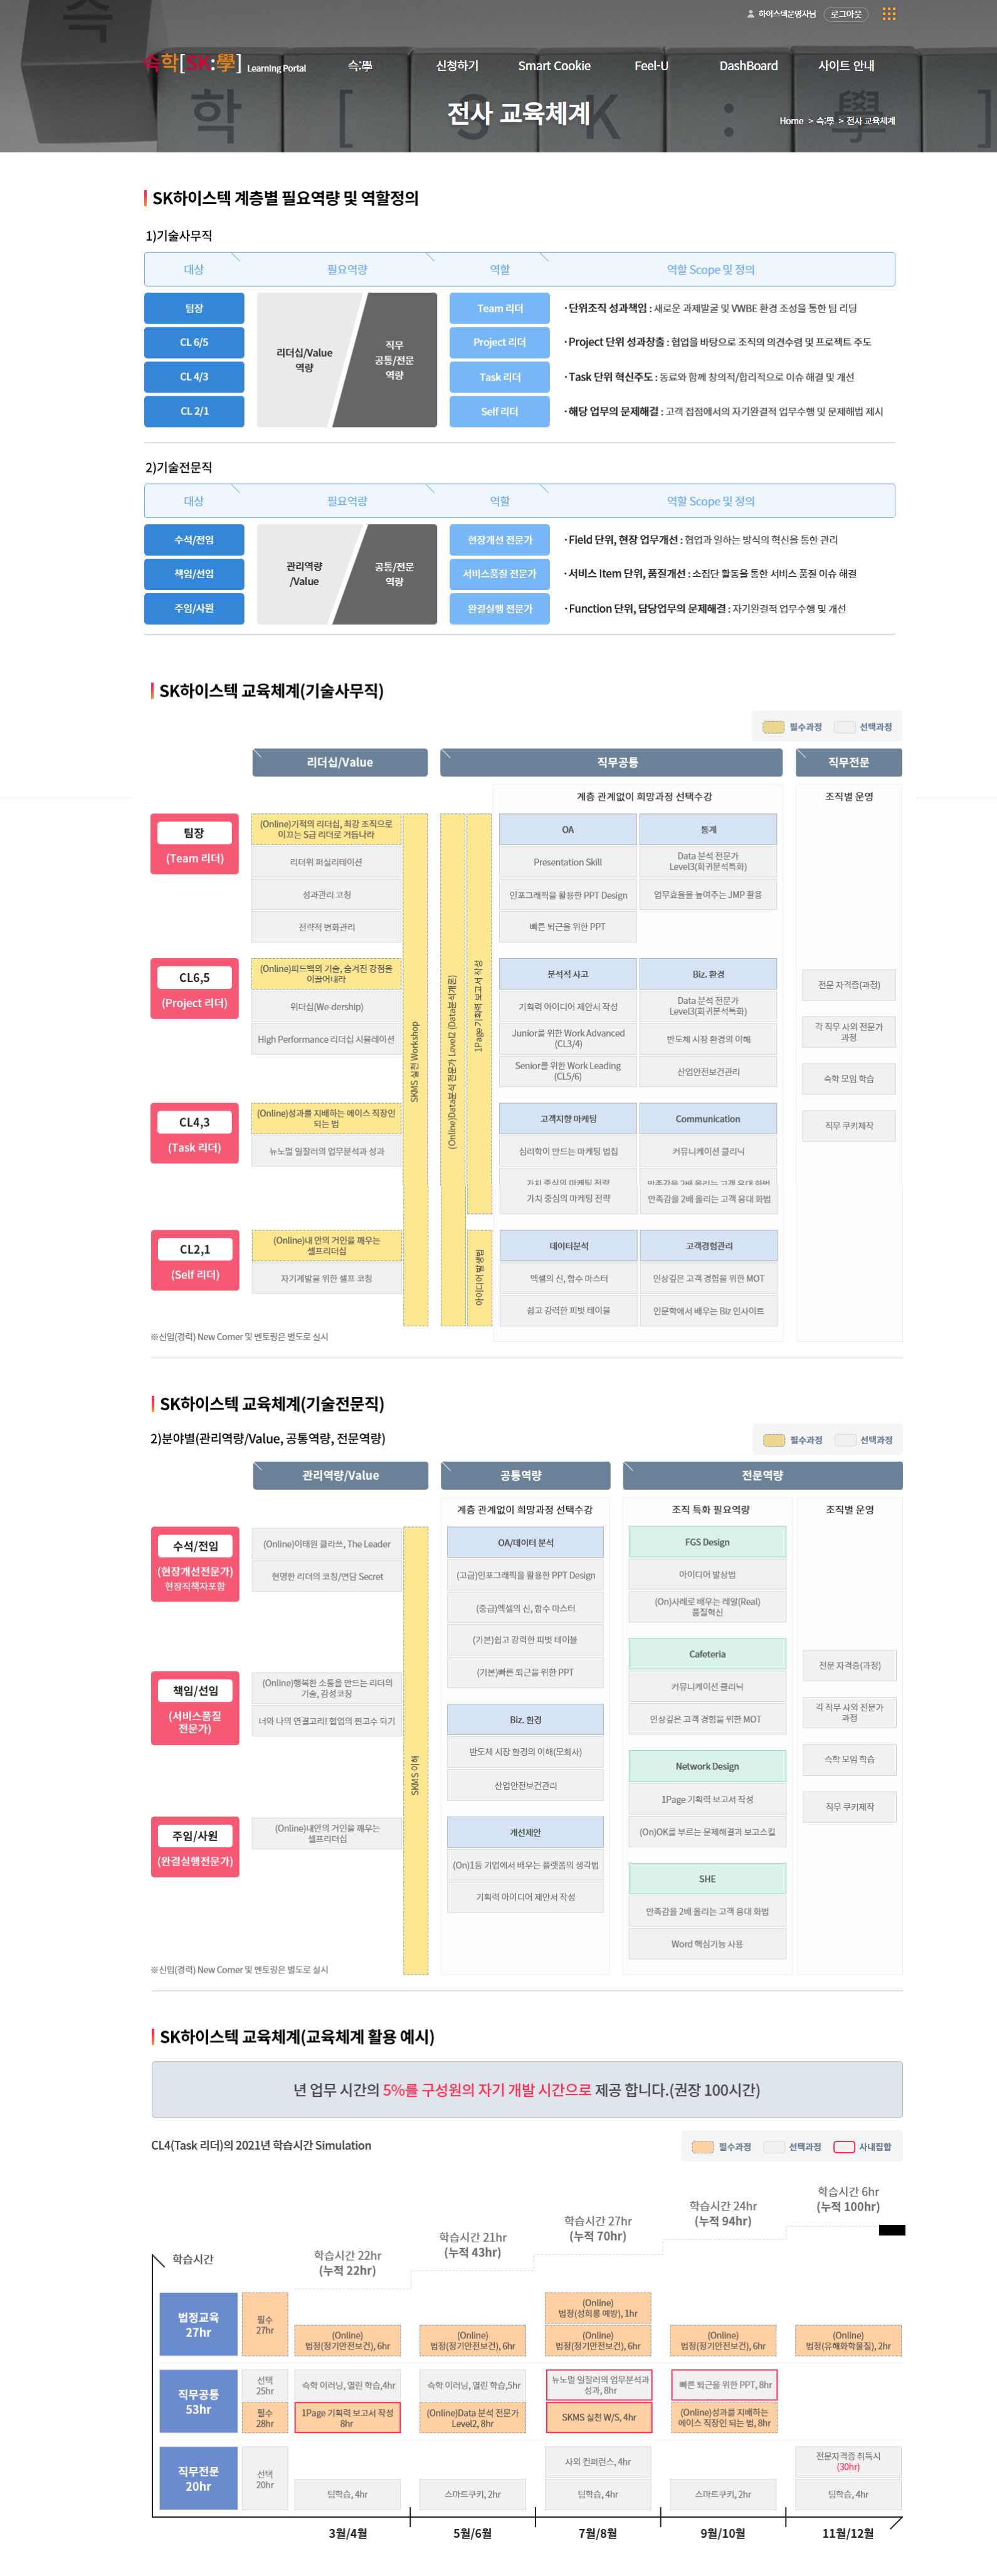 하이스텍운영자님 로그아웃
슥학[SK:學] Learning Portal
슥:學 신청하기 Smart Cookie Feel-U DashBoard 사이트 안내
전사 교육체계
Home > 슥:學 > 전사 교육체계
SK하이스텍 계층별 필요역량 및 역할정의
1)기술사무직
대상 필요역량 역할 역할 Scope 및 정의
팀장 Team 리더 · 단위조직 성과책임 : 새로운 과제발굴 및 VWBE 환경 조성을 통한 팀 리딩
CL 6/5 Project 리더 · Project 단위 성과창출 : 협업을 바탕으로 조직의 의견수렴 및 프로젝트 주도
리더십/Value
역량
직무
공통/전문
역량
CL 4/3 Task 리더 · Task 단위 혁신주도 : 동료와 함께 창의적/합리적으로 이슈 해결 및 개선
CL 2/1 Self 리더 · 해당 업무의 문제해결 : 고객 접점에서의 자기완결적 업무수행 및 문제해법 제시
2)기술전문직
대상 필요역량 역할 역할 Scope 및 정의
수석/전임 현장개선 전문가 · Field 단위, 현장 업무개선 : 협업과 일하는 방식의 혁신을 통한 관리
관리역량
/Value
공통/전문
역량
책임/선임 서비스품질 전문가 · 서비스 Item 단위, 품질개선 : 소집단 활동을 통한 서비스 품질 이슈 해결
주임/사원 완결실행 전문가 · Function 단위, 담당업무의 문제해결 : 자기완결적 업무수행 및 개선
SK하이스텍 교육체계(기술사무직)
필수과정 선택과정
리더십/Value 직무공통 직무전문
계층 관계없이 희망과정 선택수강 조직별 운영
팀장
(Team 리더)
(Online)기적의 리더십, 최강 조직으로
이끄는 S급 리더로 거듭나라
리더위 퍼실리테이션
성과관리 코칭
전략적 변화관리
CL6,5
(Project 리더)
(Online)피드백의 기술, 숨겨진 강점을
이끌어내라
위더십(We-dership)
High Performance 리더십 시뮬레이션
CL4,3
(Task 리더)
(Online)성과를 지배하는 에이스 직장인
되는 법
뉴노멀 일잘러의 업무분석과 성과
CL2,1
(Self 리더)
(Online)내 안의 거인을 깨우는
셀프리더십
자기계발을 위한 셀프 코칭
SKMS 실천 Workshop
(Online)Data분석 전문가 Level2 (Data분석개론)
1Page 기획력 보고서 작성
아이디어 발생법
OA
Presentation Skill
인포그래픽을 활용한 PPT Design
빠른 퇴근을 위한 PPT
통계
Data 분석 전문가
Level3(회귀분석특화)
업무효율을 높여주는 JMP 활용
분석적 사고
기획력 아이디어 제안서 작성
Junior를 위한 Work Advanced
(CL3/4)
Senior를 위한 Work Leading
(CL5/6)
Biz. 환경
Data 분석 전문가
Level3(회귀분석특화)
반도체 시장 환경의 이해
산업안전보건관리
고객지향 마케팅
심리학이 만드는 마케팅 법칙
가치 중심의 마케팅 전략
가치 중심의 마케팅 전략
Communication
커뮤니케이션 클리닉
만족감을 2배 올리는 고객 응대 화법
만족감을 2배 올리는 고객 응대 화법
데이터분석
엑셀의 신, 함수 마스터
쉽고 강력한 피벗 테이블
고객경험관리
인상깊은 고객 경험을 위한 MOT
인문학에서 배우는 Biz 인사이트
전문 자격증(과정)
각 직무 사외 전문가
과정
슥학 모임 학습
직무 쿠키제작
※신입(경력) New Comer 및 멘토링은 별도로 실시
SK하이스텍 교육체계(기술전문직)
2)분야별(관리역량/Value, 공통역량, 전문역량)
필수과정 선택과정
관리역량/Value 공통역량 전문역량
계층 관계없이 희망과정 선택수강 조직 특화 필요역량 조직별 운영
수석/전임
(현장개선전문가)
현장직책자포함
(Online)이태원 클라쓰, The Leader
현명한 리더의 코칭/면담 Secret
책임/선임
(서비스품질
전문가)
(Online)행복한 소통을 만드는 리더의
기술, 감성코칭
너와 나의 연결고리! 협업의 찐고수 되기
주임/사원
(완결실행전문가)
(Online)내안의 거인을 깨우는
셀프리더십
SKMS 이해
OA/데이터 분석
(고급)인포그래픽을 활용한 PPT Design
(중급)엑셀의 신, 함수 마스터
(기본)쉽고 강력한 피벗 테이블
(기본)빠른 퇴근을 위한 PPT
Biz. 환경
반도체 시장 환경의 이해(모회사)
산업안전보건관리
개선제안
(On)1등 기업에서 배우는 플랫폼의 생각법
기획력 아이디어 제안서 작성
FGS Design
아이디어 발상법
(On)사례로 배우는 레알(Real)
품질혁신
Cafeteria
커뮤니케이션 클리닉
인상깊은 고객 경험을 위한 MOT
Network Design
1Page 기획력 보고서 작성
(On)OK를 부르는 문제해결과 보고스킬
SHE
만족감을 2배 올리는 고객 응대 화법
Word 핵심기능 사용
전문 자격증(과정)
각 직무 사외 전문가
과정
슥학 모임 학습
직무 쿠키제작
※신입(경력) New Comer 및 멘토링은 별도로 실시
SK하이스텍 교육체계(교육체계 활용 예시)
년 업무 시간의 5%를 구성원의 자기 개발 시간으로 제공 합니다.(권장 100시간)
CL4(Task 리더)의 2021년 학습시간 Simulation
필수과정 선택과정 사내집합
학습시간
학습시간 22hr
(누적 22hr)
학습시간 21hr
(누적 43hr)
학습시간 27hr
(누적 70hr)
학습시간 24hr
(누적 94hr)
학습시간 6hr
(누적 100hr)
법정교육
27hr
필수
27hr
(Online)
법정(정기안전보건), 6hr
(Online)
법정(정기안전보건), 6hr
(Online)
법정(성희롱 예방), 1hr
(Online)
법정(정기안전보건), 6hr
(Online)
법정(정기안전보건), 6hr
(Online)
법정(유해화학물질), 2hr
직무공통
53hr
선택
25hr
슥학 이러닝, 열린 학습,4hr
슥학 이러닝, 열린 학습,5hr
뉴노멀 일잘러의 업무분석과
성과, 8hr
빠른 퇴근을 위한 PPT, 8hr
필수
28hr
1Page 기획력 보고서 작성
8hr
(Online)Data 분석 전문가
Level2, 8hr
SKMS 실천 W/S, 4hr
(Online)성과를 지배하는
에이스 직장인 되는 법, 8hr
직무전문
20hr
선택
20hr
팀학습, 4hr
스마트쿠키, 2hr
사외 컨퍼런스, 4hr
팀학습, 4hr
스마트쿠키, 2hr
전문자격증 취득시
(30hr)
팀학습, 4hr
3월/4월 5월/6월 7월/8월 9월/10월 11월/12월